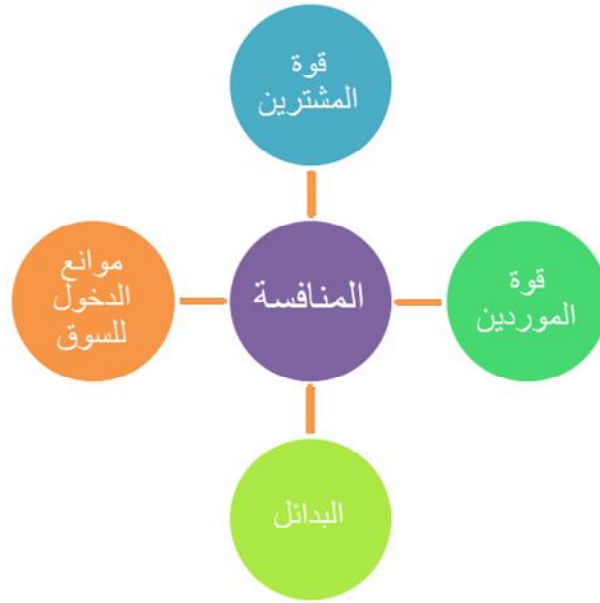 قوة
المشترين
موانع
الدخول
للسوق
المنافسة
قوة
الموردين
البدائل